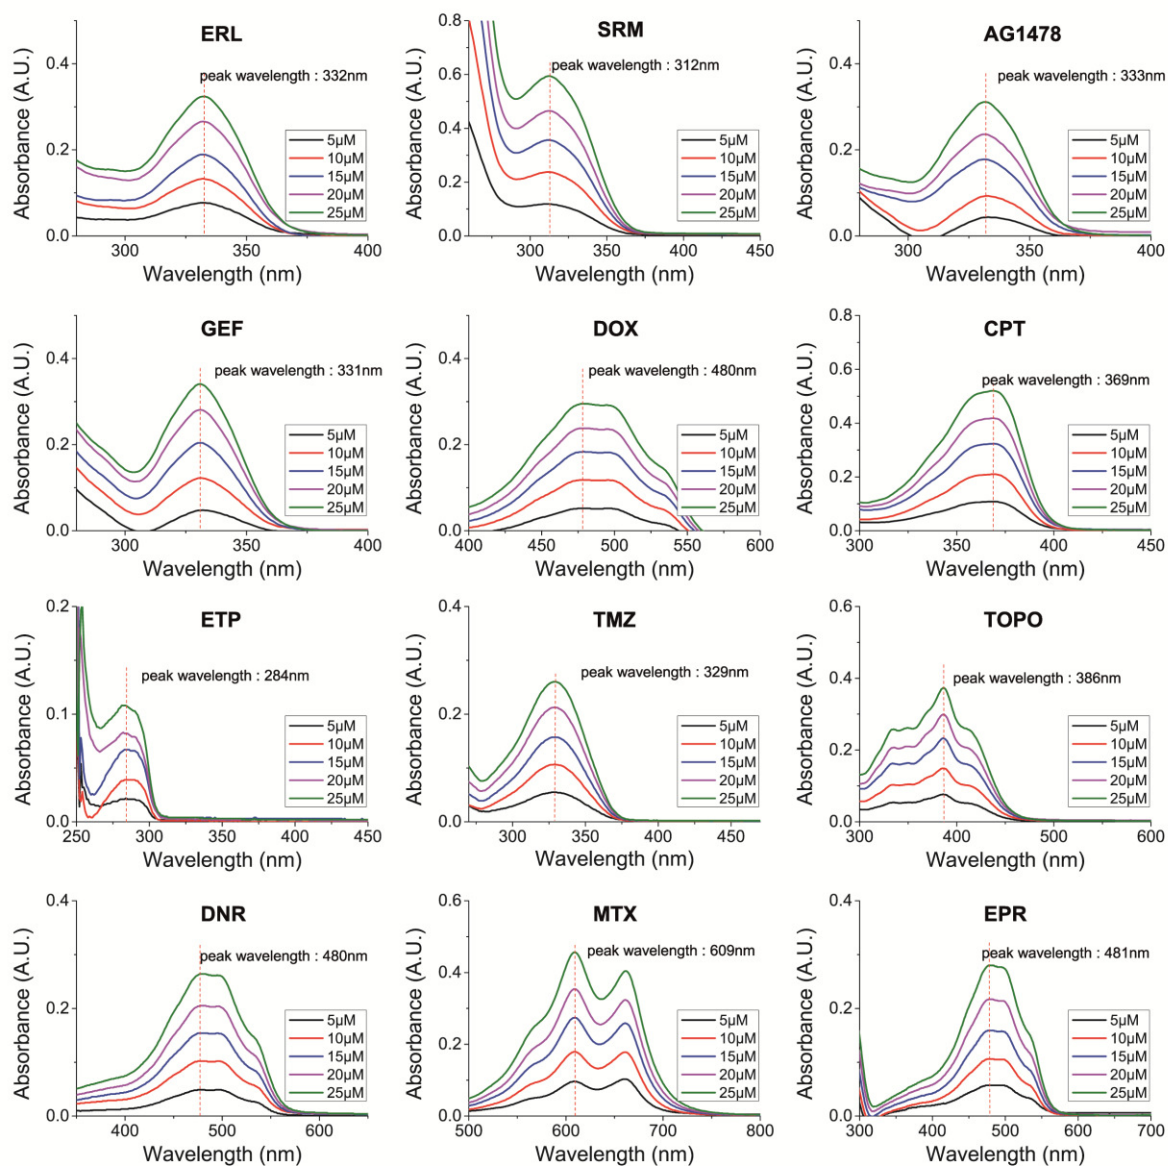 ERL
peak wavelength : 332nm
Absorbance (A.U.)
0.4
0.2
0.0
5μM
10μM
15μM
20μM
25μM
300
350
400
Wavelength (nm)
SRM
peak wavelength : 312nm
Absorbance (A.U.)
0.8
0.6
0.4
0.2
0.0
5μM
10μM
15μM
20μM
25μM
300
350
400
450
Wavelength (nm)
AG1478
peak wavelength : 333nm
Absorbance (A.U.)
0.4
0.2
0.0
5μM
10μM
15μM
20μM
25μM
300
350
400
Wavelength (nm)
GEF
peak wavelength : 331nm
Absorbance (A.U.)
0.4
0.2
0.0
5μM
10μM
15μM
20μM
25μM
300
350
400
Wavelength (nm)
DOX
peak wavelength : 480nm
Absorbance (A.U.)
0.4
0.2
0.0
5μM
10μM
15μM
20μM
25μM
400
450
500
550
600
Wavelength (nm)
CPT
peak wavelength : 369nm
Absorbance (A.U.)
0.8
0.6
0.4
0.2
0.0
5μM
10μM
15μM
20μM
25μM
300
350
400
450
Wavelength (nm)
ETP
peak wavelength : 284nm
Absorbance (A.U.)
0.2
0.1
0.0
5μM
10μM
15μM
20μM
25μM
250
300
350
400
450
Wavelength (nm)
TMZ
peak wavelength : 329nm
Absorbance (A.U.)
0.4
0.2
0.0
5μM
10μM
15μM
20μM
25μM
300
350
400
450
Wavelength (nm)
TOPO
peak wavelength : 386nm
Absorbance (A.U.)
0.6
0.4
0.2
0.0
5μM
10μM
15μM
20μM
25μM
300
400
500
600
Wavelength (nm)
DNR
peak wavelength : 480nm
Absorbance (A.U.)
0.4
0.2
0.0
5μM
10μM
15μM
20μM
25μM
400
500
600
Wavelength (nm)
MTX
peak wavelength : 609nm
Absorbance (A.U.)
0.6
0.4
0.2
0.0
5μM
10μM
15μM
20μM
25μM
500
600
700
800
Wavelength (nm)
EPR
peak wavelength : 481nm
Absorbance (A.U.)
0.4
0.2
0.0
5μM
10μM
15μM
20μM
25μM
300
400
500
600
700
Wavelength (nm)